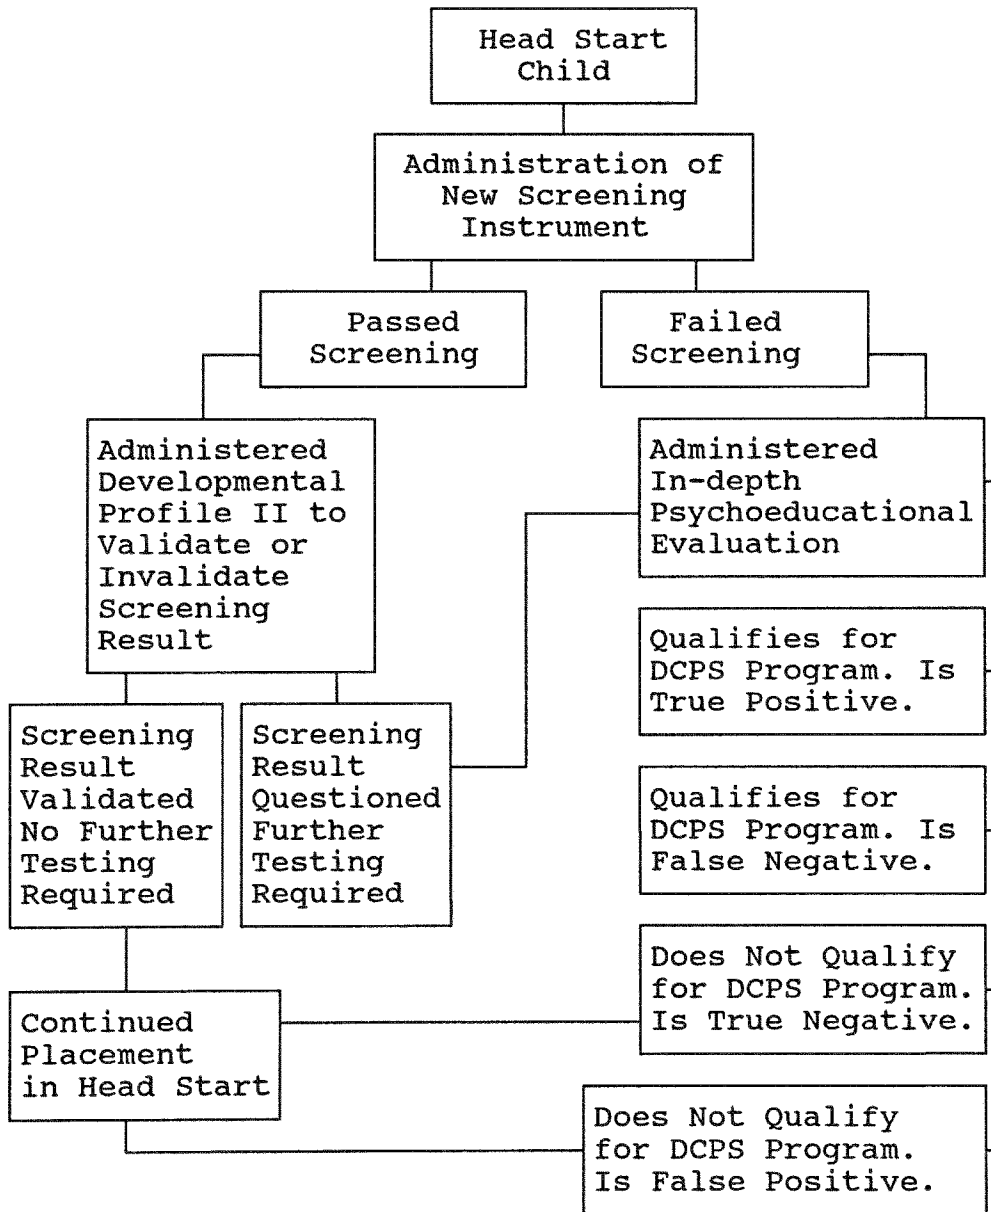 Head Start
Child
Administration of
New Screening
Instrument
Passed
Screening
Failed
Screening
Administered
Developmental
Profile II to
Validate or
Invalidate
Screening
Result
Administered
In-depth
Psychoeducational
Evaluation
Qualifies for
DCPS Program. Is
True Positive.
Screening
Result
Validated
No Further
Testing
Required
Screening
Result
Questioned
Further
Testing
Required
Qualifies for
DCPS Program. Is
False Negative.
Does Not Qualify
for DCPS Program.
Is True Negative.
Continued
Placement
in Head Start
Does Not Qualify
for DCPS Program.
Is False Positive.